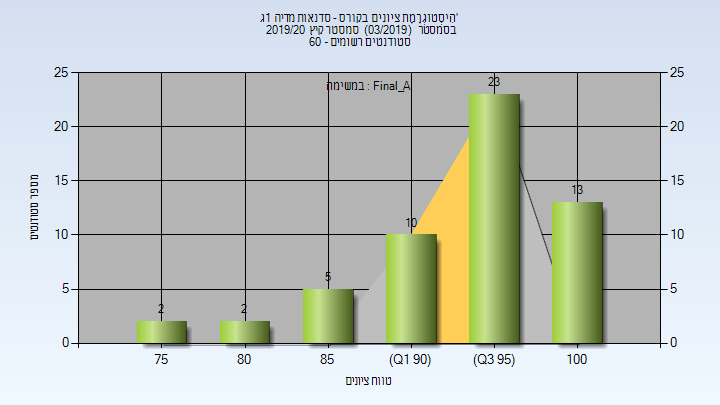 היסטוגרמת ציונים בקורס - סדנאות מדיה 1ג'
בסמסטר (03/2019) סמסטר קיץ 2019/20
סטודנטים רשומים - 60
במשימה : Final_A
25 25
20 20
15 15
10 10
5 5
0 0
מספר סטודנטים
2 2 5 10 23 13
75 80 85 (Q1 90) (Q3 95) 100
טווח ציונים